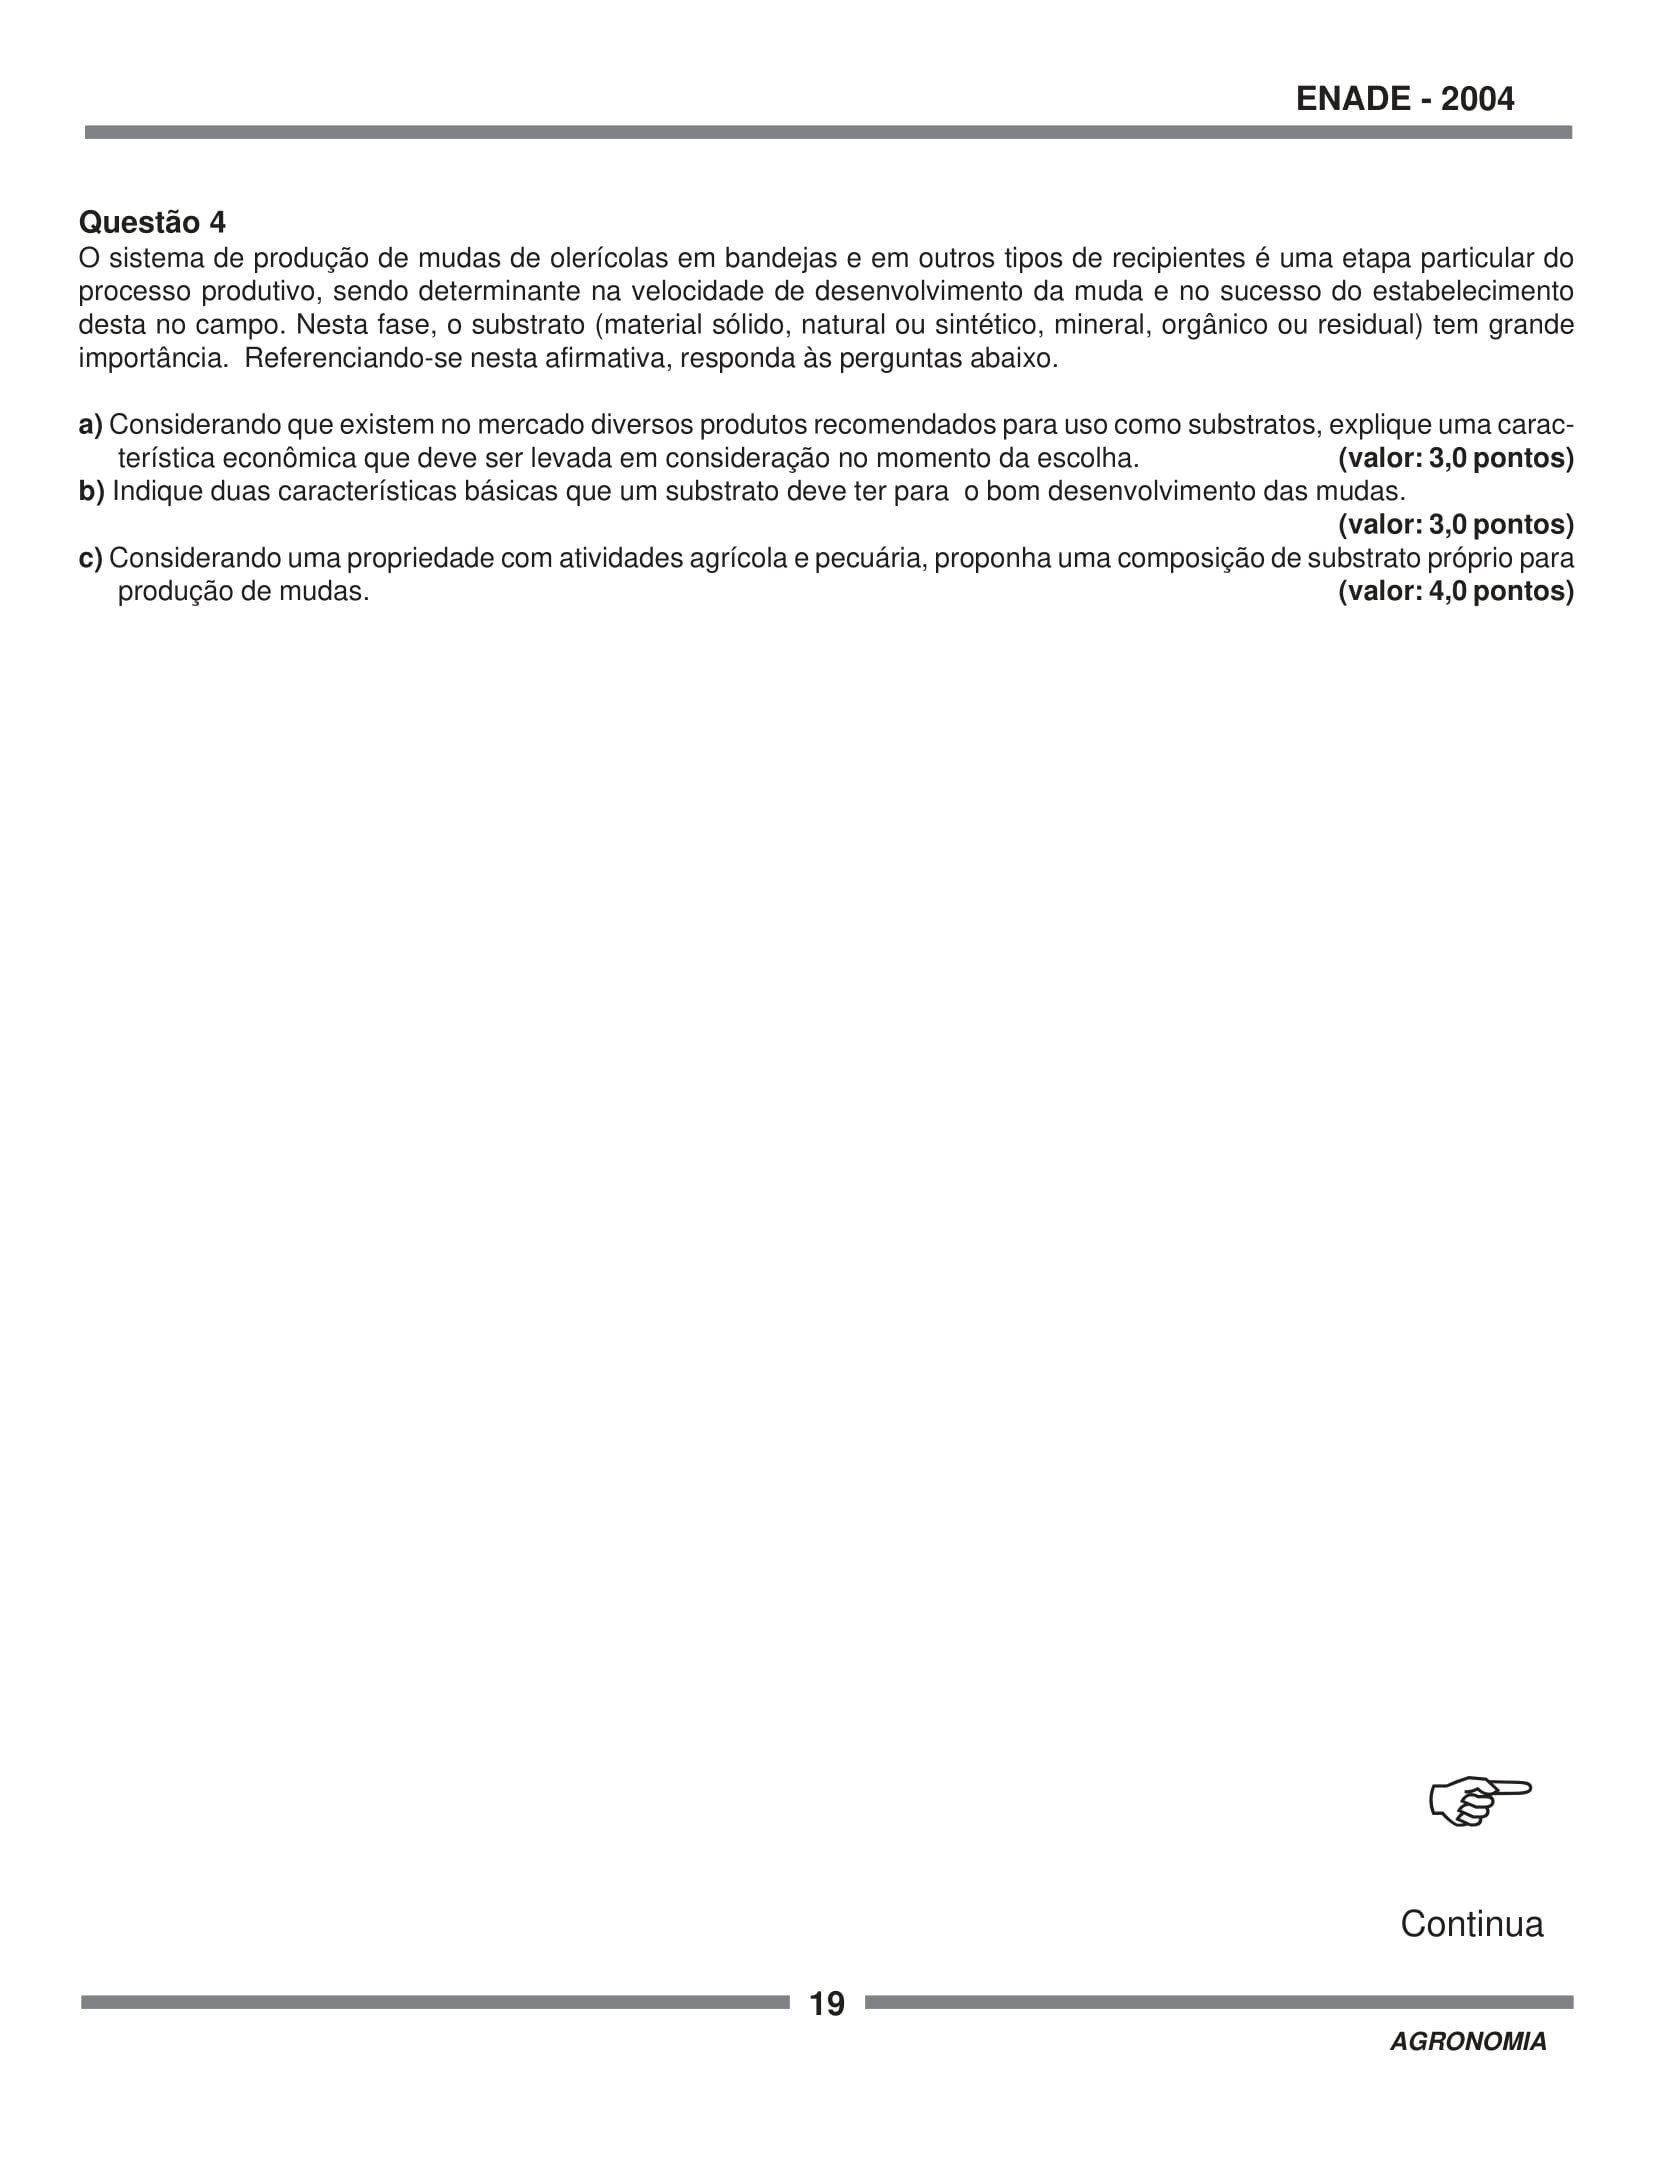 ENADE - 2004
Questão 4
O sistema de produção de mudas de olerícolas em bandejas e em outros tipos de recipientes é uma etapa particular do
processo produtivo, sendo determinante na velocidade de desenvolvimento da muda e no sucesso do estabelecimento
desta no campo. Nesta fase, o substrato (material sólido, natural ou sintético, mineral, orgânico ou residual) tem grande
importância. Referenciando-se nesta afirmativa, responda às perguntas abaixo.
a) Considerando que existem no mercado diversos produtos recomendados para uso como substratos, explique uma carac-
terística econômica que deve ser levada em consideração no momento da escolha. (valor: 3,0 pontos)
b) Indique duas características básicas que um substrato deve ter para o bom desenvolvimento das mudas.
(valor: 3,0 pontos)
c) Considerando uma propriedade com atividades agrícola e pecuária, proponha uma composição de substrato próprio para
produção de mudas. (valor: 4,0 pontos)
Continua
19
AGRONOMIA